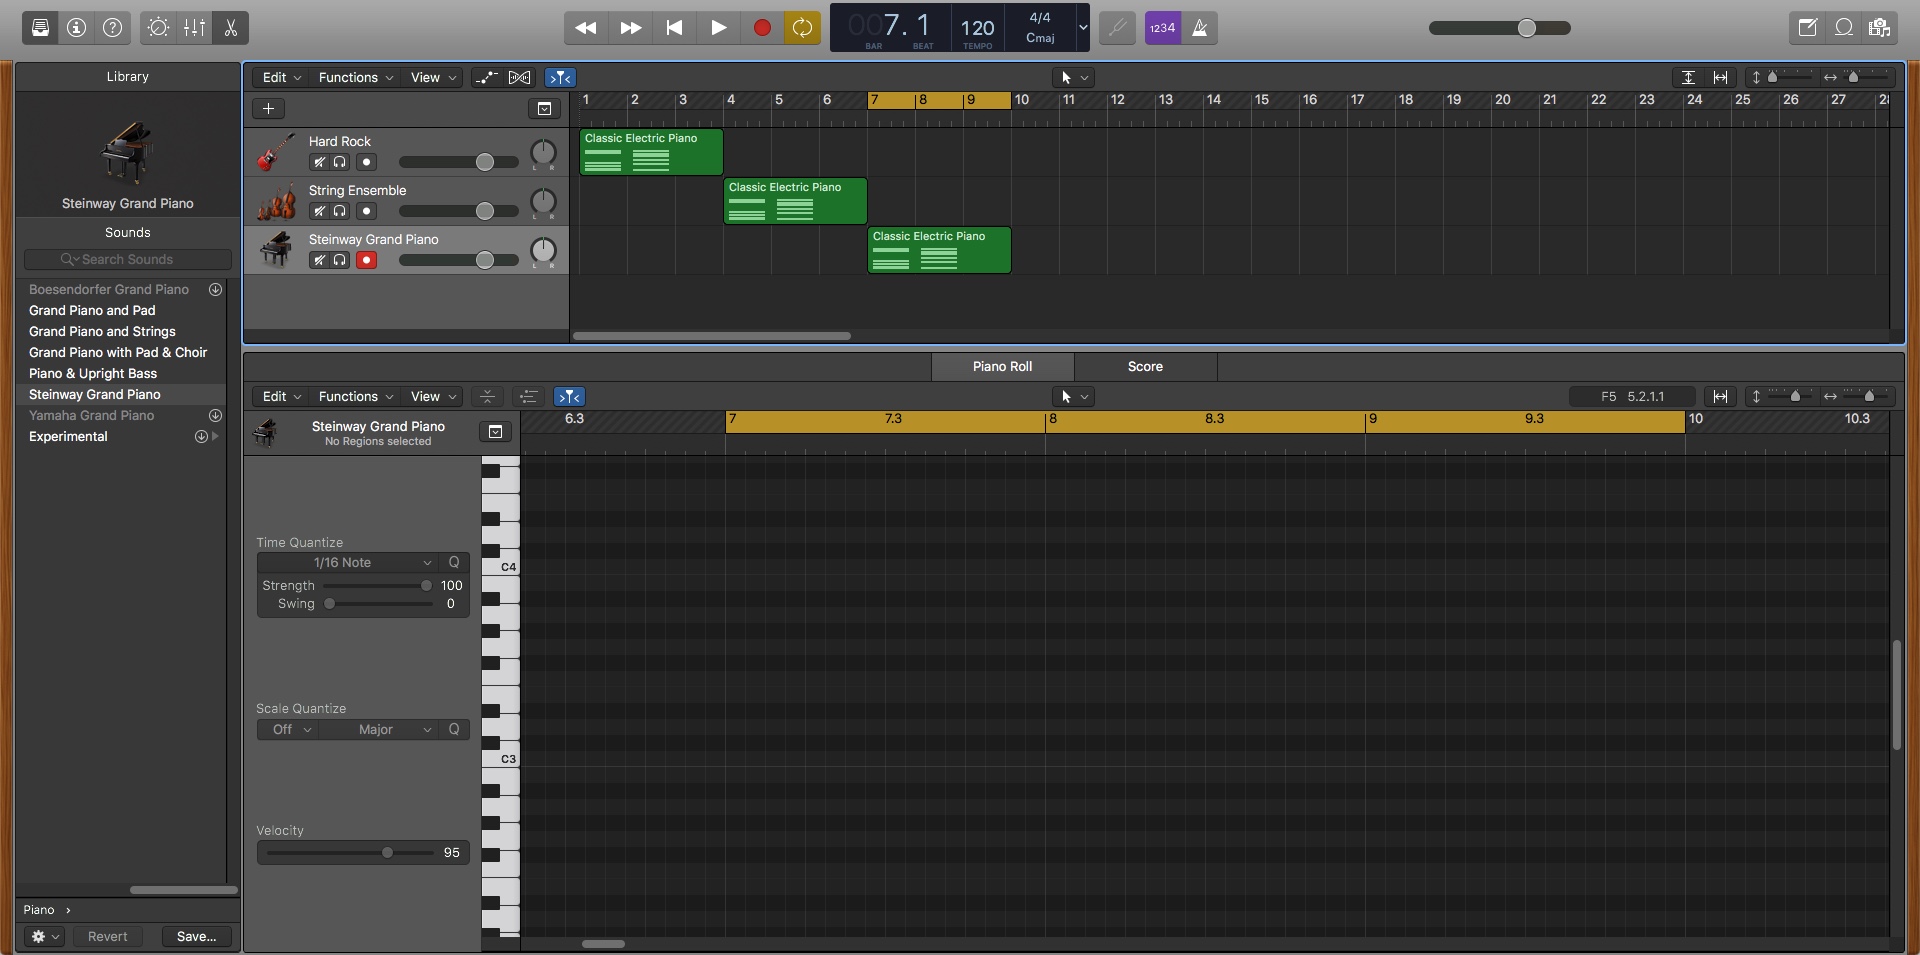 007. 1
BAR BEAT
120
TEMPO
4/4
Cmaj
1234
Library
Steinway Grand Piano
Sounds
Search Sounds
Boesendorfer Grand Piano
Grand Piano and Pad
Grand Piano and Strings
Grand Piano with Pad & Choir
Piano & Upright Bass
Steinway Grand Piano
Yamaha Grand Piano
Experimental
Piano ›
Revert Save...
Edit Functions View
1 2 3 4 5 6 7 8 9 10 11 12 13 14 15 16 17 18 19 20 21 22 23 24 25 26 27
Hard Rock
L R
Classic Electric Piano
String Ensemble
L R
Classic Electric Piano
Steinway Grand Piano
L R
Classic Electric Piano
Piano Roll Score
Edit Functions View
F5 5.2.1.1
Steinway Grand Piano
No Regions selected
6.3 7 7.3 8 8.3 9 9.3 10 10.3
Time Quantize
1/16 Note Q
Strength 100
Swing 0
Scale Quantize
Off Major Q
Velocity
95
C4
C3